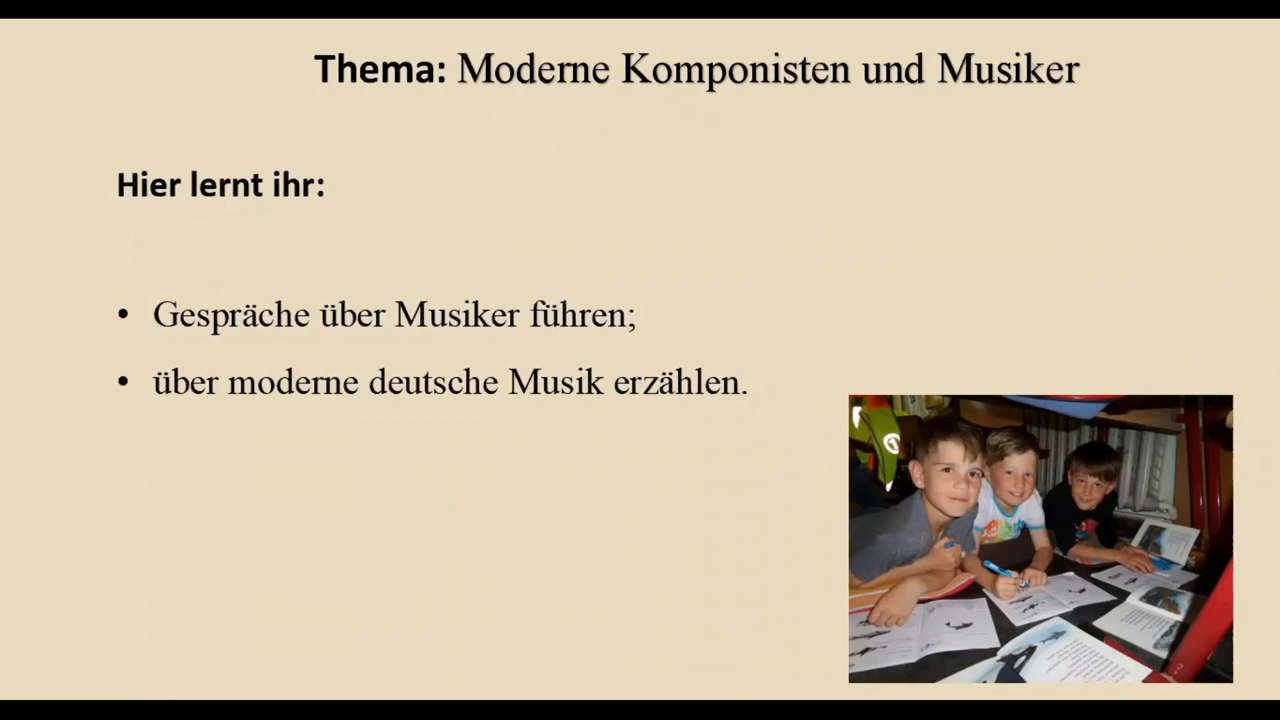 Thema: Moderne Komponisten und Musiker
Hier lernt ihr:
• Gespräche über Musiker führen;
• über moderne deutsche Musik erzählen.